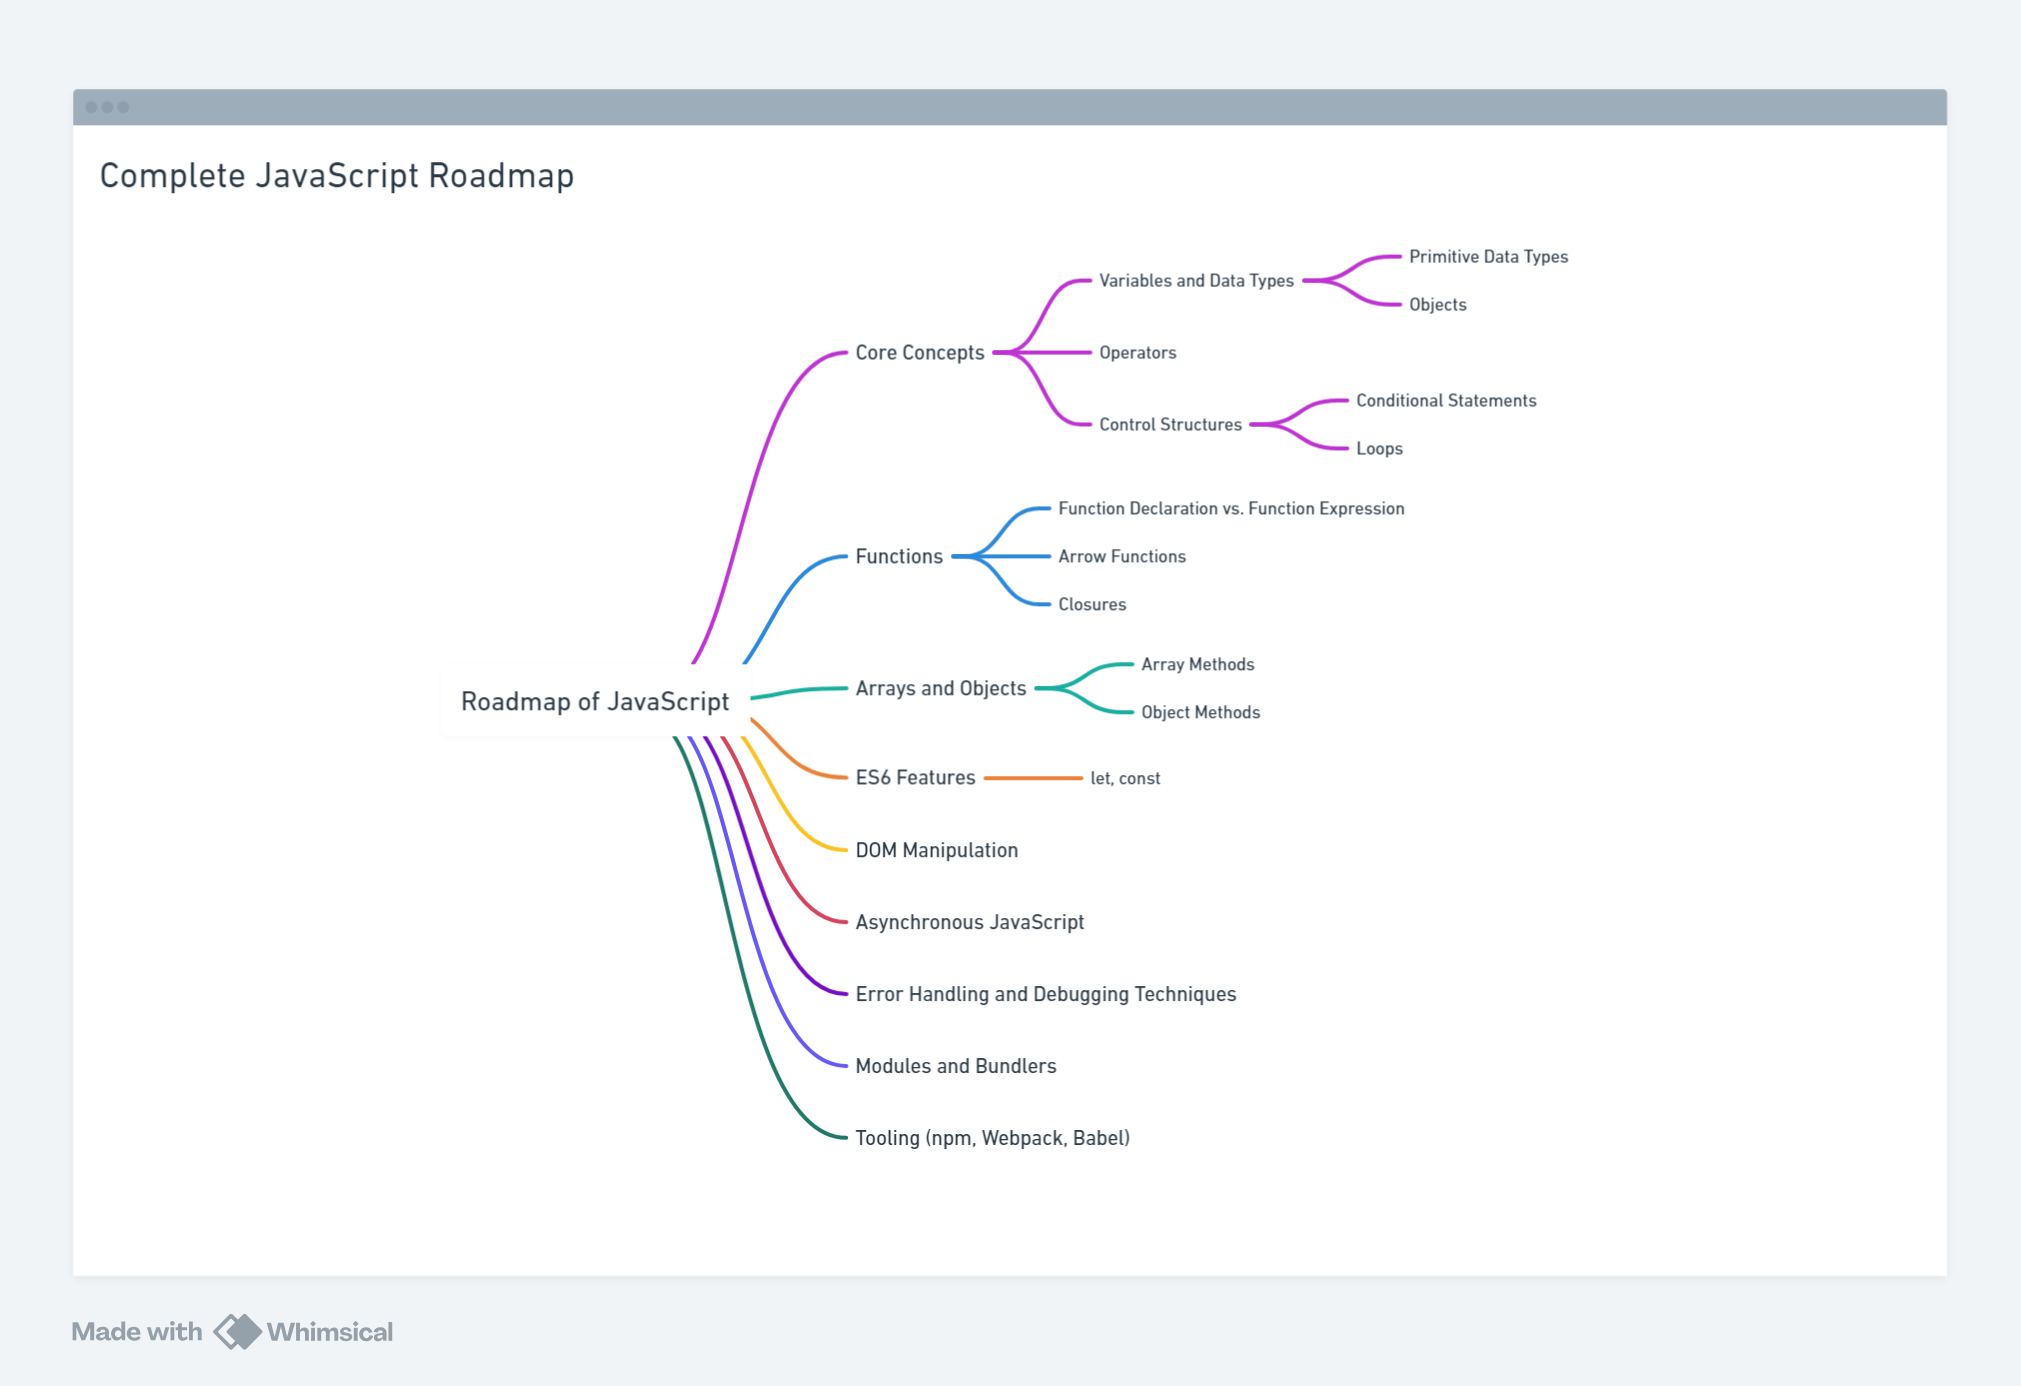 Complete JavaScript Roadmap
Roadmap of JavaScript
Core Concepts
Variables and Data Types
Primitive Data Types
Objects
Operators
Control Structures
Conditional Statements
Loops
Functions
Function Declaration vs. Function Expression
Arrow Functions
Closures
Arrays and Objects
Array Methods
Object Methods
ES6 Features
let, const
DOM Manipulation
Asynchronous JavaScript
Error Handling and Debugging Techniques
Modules and Bundlers
Tooling (npm, Webpack, Babel)
Made with Whimsical